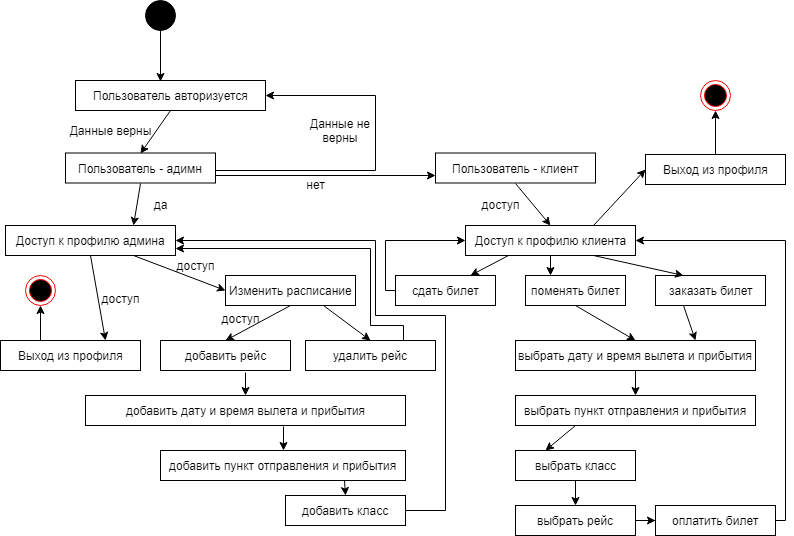 Пользователь авторизуется
Данные верны
Данные не
верны
Пользователь - адимн
Пользователь - клиент
Выход из профиля
нет
да
доступ
Доступ к профилю админа
Доступ к профилю клиента
доступ
доступ
Изменить расписание
сдать билет
поменять билет
заказать билет
доступ
Выход из профиля
добавить рейс
удалить рейс
выбрать дату и время вылета и прибытия
добавить дату и время вылета и прибытия
выбрать пункт отправления и прибытия
добавить пункт отправления и прибытия
выбрать класс
добавить класс
выбрать рейс
оплатить билет